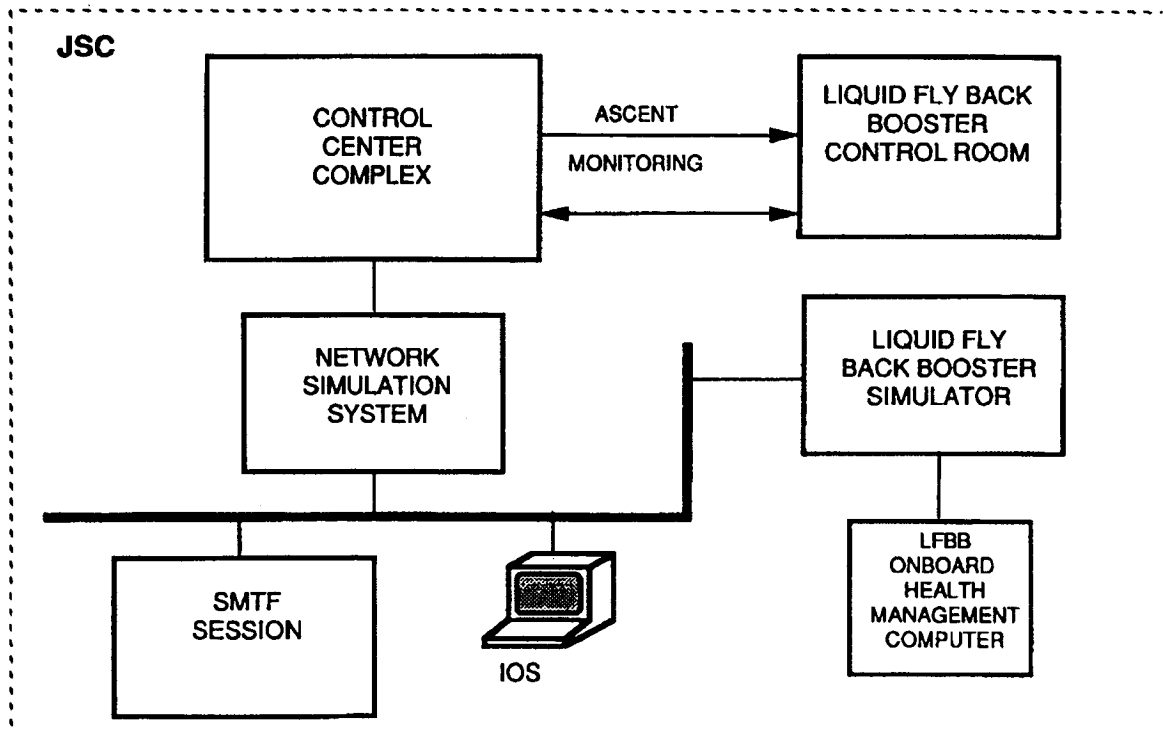 JSC
CONTROL
CENTER
COMPLEX
ASCENT
MONITORING
LIQUID FLY BACK
BOOSTER
CONTROL ROOM
NETWORK
SIMULATION
SYSTEM
LIQUID FLY
BACK BOOSTER
SIMULATOR
SMTF
SESSION
IOS
LFBB
ONBOARD
HEALTH
MANAGEMENT
COMPUTER